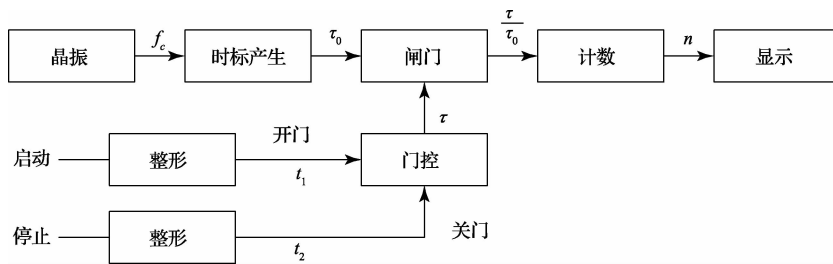 f_c τ_0 τ/τ_0 n
晶振 时标产生 闸门 计数 显示
τ
开门
启动 整形 门控
t_1
停止 整形 关门
t_2